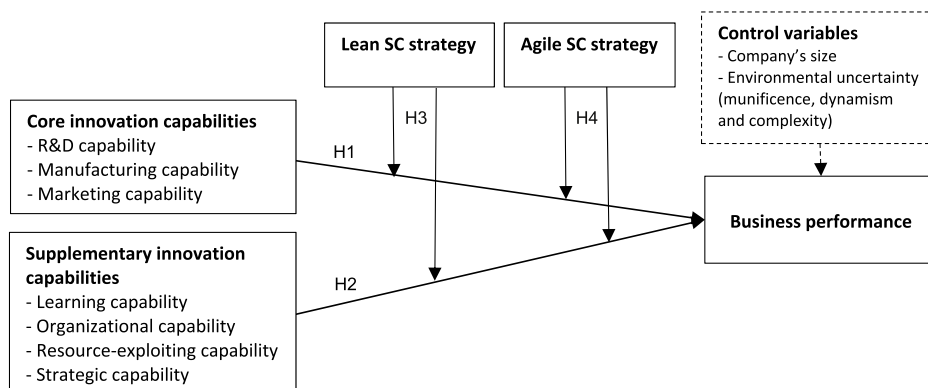 Lean SC strategy
Agile SC strategy
Control variables
- Company's size
- Environmental uncertainty
(munificence, dynamism
and complexity)
H3
H4
Core innovation capabilities
- R&D capability
- Manufacturing capability
- Marketing capability
H1
Business performance
Supplementary innovation
capabilities
- Learning capability
- Organizational capability
- Resource-exploiting capability
- Strategic capability
H2